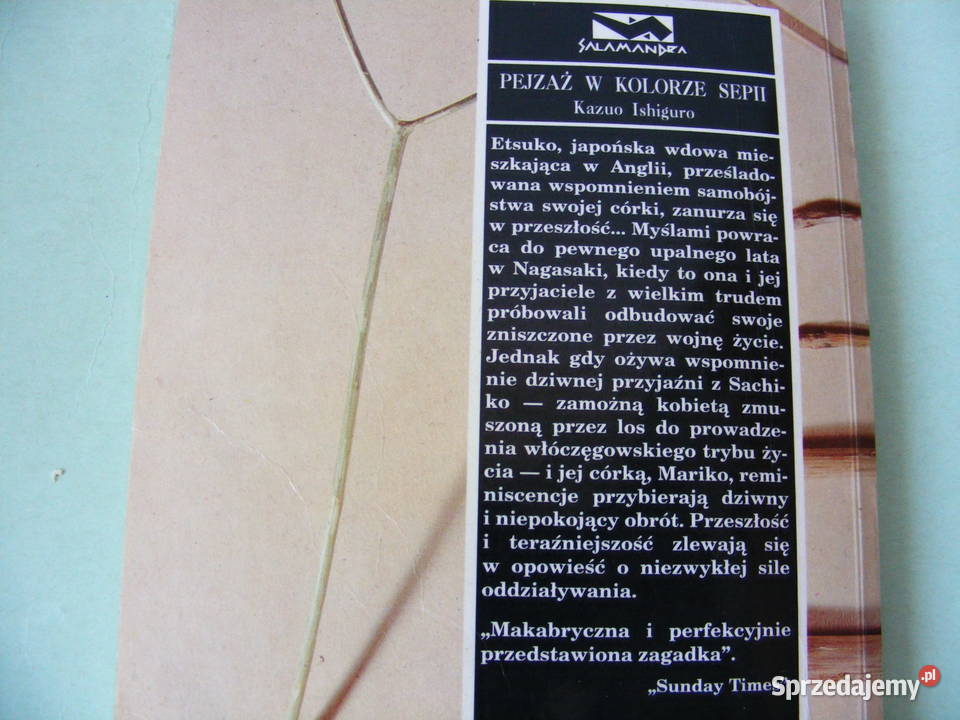 SALAMANDRA
PEJZAŻ W KOLORZE SEPII
Kazuo Ishiguro
Etsuko, japońska wdowa mie-
szkająca w Anglii, prześlado-
wana wspomnieniem samobój-
stwa swojej córki, zanurza się
w przeszłość... Myślami powra-
ca do pewnego upalnego lata
w Nagasaki, kiedy to ona i jej
przyjaciele z wielkim trudem
próbowali odbudować swoje
zniszczone przez wojnę życie.
Jednak gdy ożywa wspomnie-
nie dziwnej przyjaźni z Sachi-
ko — zamożną kobietą zmu-
szoną przez los do prowadze-
nia włóczęgowskiego trybu ży-
cia — i jej córką, Mariko, remi-
niscencje przybierają dziwny
i niepokojący obrót. Przeszłość
i teraźniejszość zlewają się
w opowieść o niezwykłej sile
oddziaływania.
„Makabryczna i perfekcyjnie
przedstawiona zagadka”.
„Sunday Times”
Sprzedajemy.pl